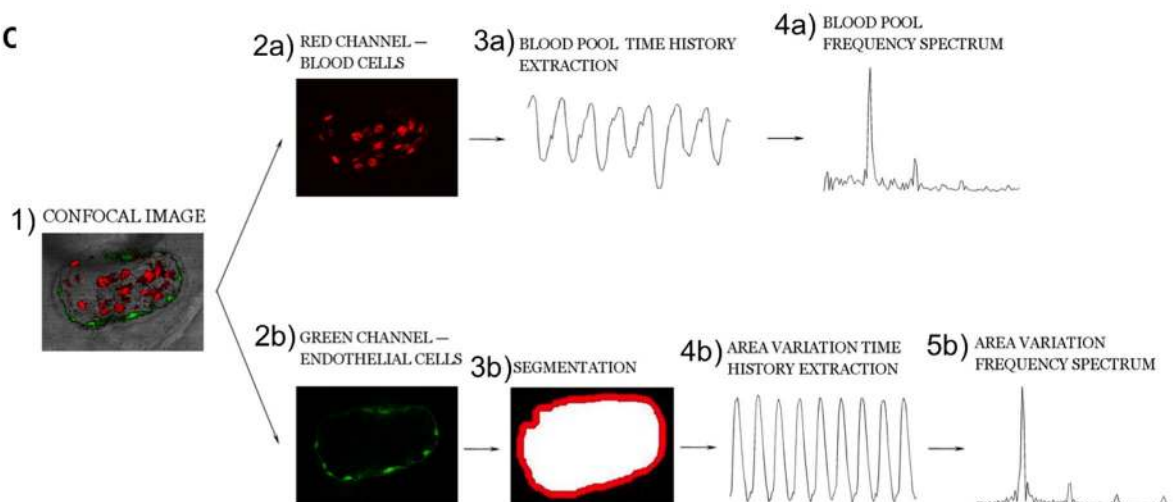 C
1) CONFOCAL IMAGE
2a) RED CHANNEL —
BLOOD CELLS
3a) BLOOD POOL TIME HISTORY
EXTRACTION
4a) BLOOD POOL
FREQUENCY SPECTRUM
2b) GREEN CHANNEL —
ENDOTHELIAL CELLS
3b) SEGMENTATION
4b) AREA VARIATION TIME
HISTORY EXTRACTION
5b) AREA VARIATION
FREQUENCY SPECTRUM